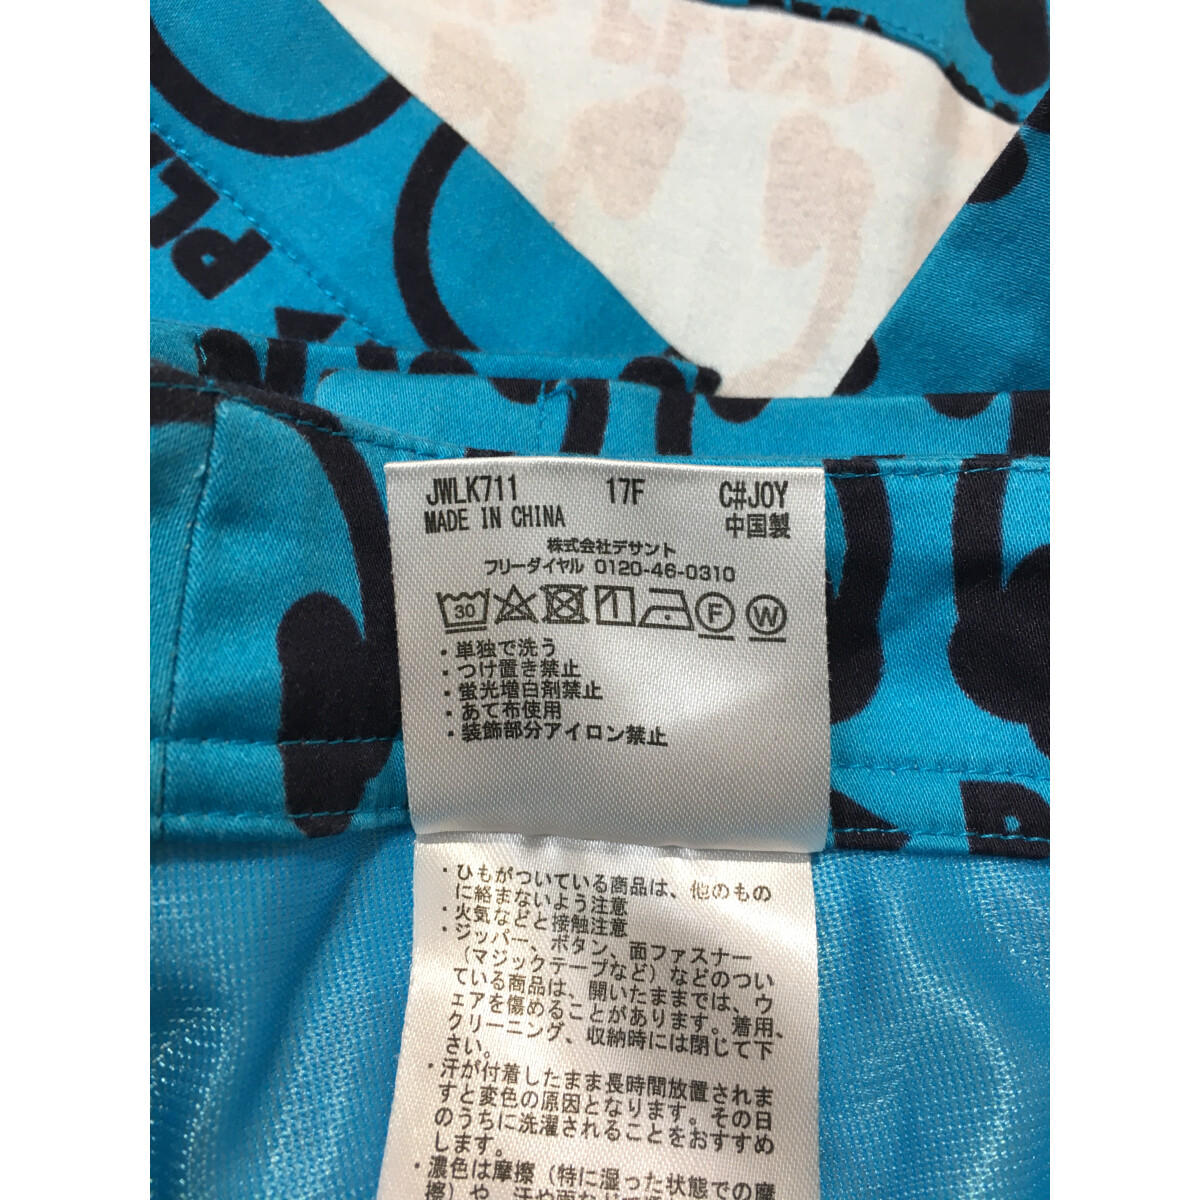 PL
JWLK711 17F C#JOY
MADE IN CHINA 中国製
株式会社デサント
フリーダイヤル 0120-46-0310
30 F W
・単独で洗う
・つけ置き禁止
・蛍光増白剤禁止
・あて布使用
・装飾部分アイロン禁止
・ひもがついている商品は、他のもの
に絡まないよう注意
・火気などと接触注意
・ジッパー、ボタン、面ファスナー
（マジックテープなど）などのつい
ている商品は、開いたままでは、ウ
ェアを傷めることがあります。着用、
クリーニング、収納時には閉じて下
さい。
・汗が付着したまま長時間放置されま
すと変色の原因となります。その日
のうちに洗濯されることをおすすめ
します。
・濃色は摩擦（特に湿った状態での摩
擦）や、汗や雨など